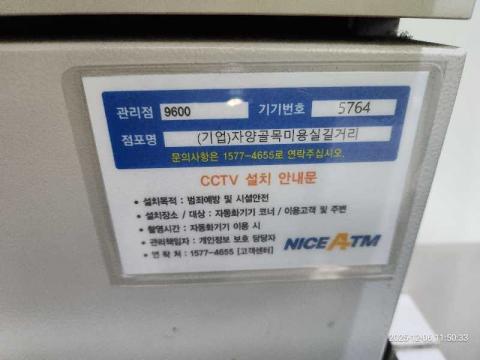 관리점 9600 기기번호 5764
점포명 (기업)자양골목미용실길거리
문의사항은 1577-4655로 연락주십시오.
CCTV 설치 안내문
• 설치목적 : 범죄예방 및 시설안전
• 설치장소 / 대상 : 자동화기기 코너 / 이용고객 및 주변
• 촬영시간 : 자동화기기 이용 시
• 관리책임자 : 개인정보 보호 담당자
• 연 락 처 : 1577-4655 [고객센터]
NICE ATM
2025/12/06 11:50:33